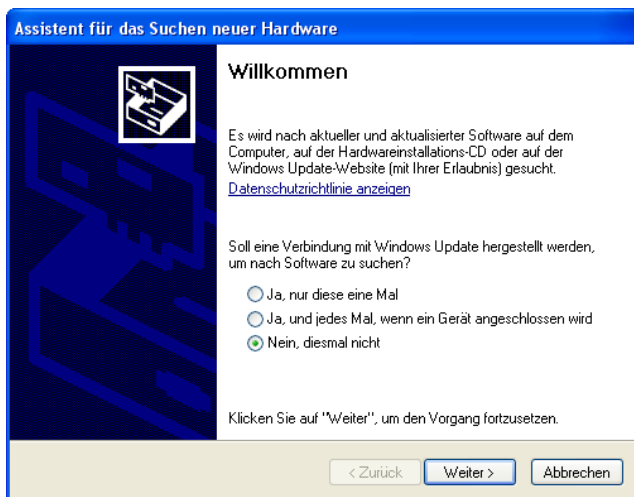 Assistent für das Suchen neuer Hardware
Willkommen
Es wird nach aktueller und aktualisierter Software auf dem
Computer, auf der Hardwareinstallations-CD oder auf der
Windows Update-Website (mit Ihrer Erlaubnis) gesucht.
Datenschutzrichtlinie anzeigen
Soll eine Verbindung mit Windows Update hergestellt werden,
um nach Software zu suchen?
Ja, nur diese eine Mal
Ja, und jedes Mal, wenn ein Gerät angeschlossen wird
Nein, diesmal nicht
Klicken Sie auf "Weiter", um den Vorgang fortzusetzen.
< Zurück Weiter > Abbrechen